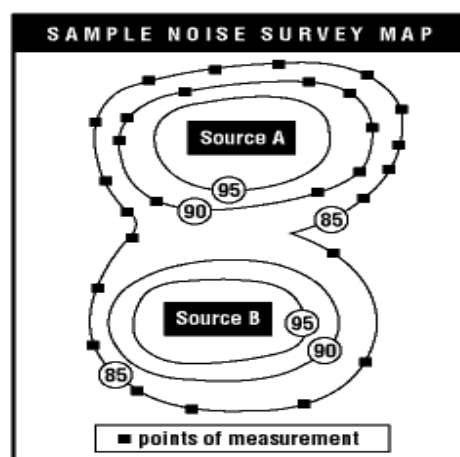 SAMPLE NOISE SURVEY MAP
Source A
95
90
85
Source B
95
90
85
■ points of measurement